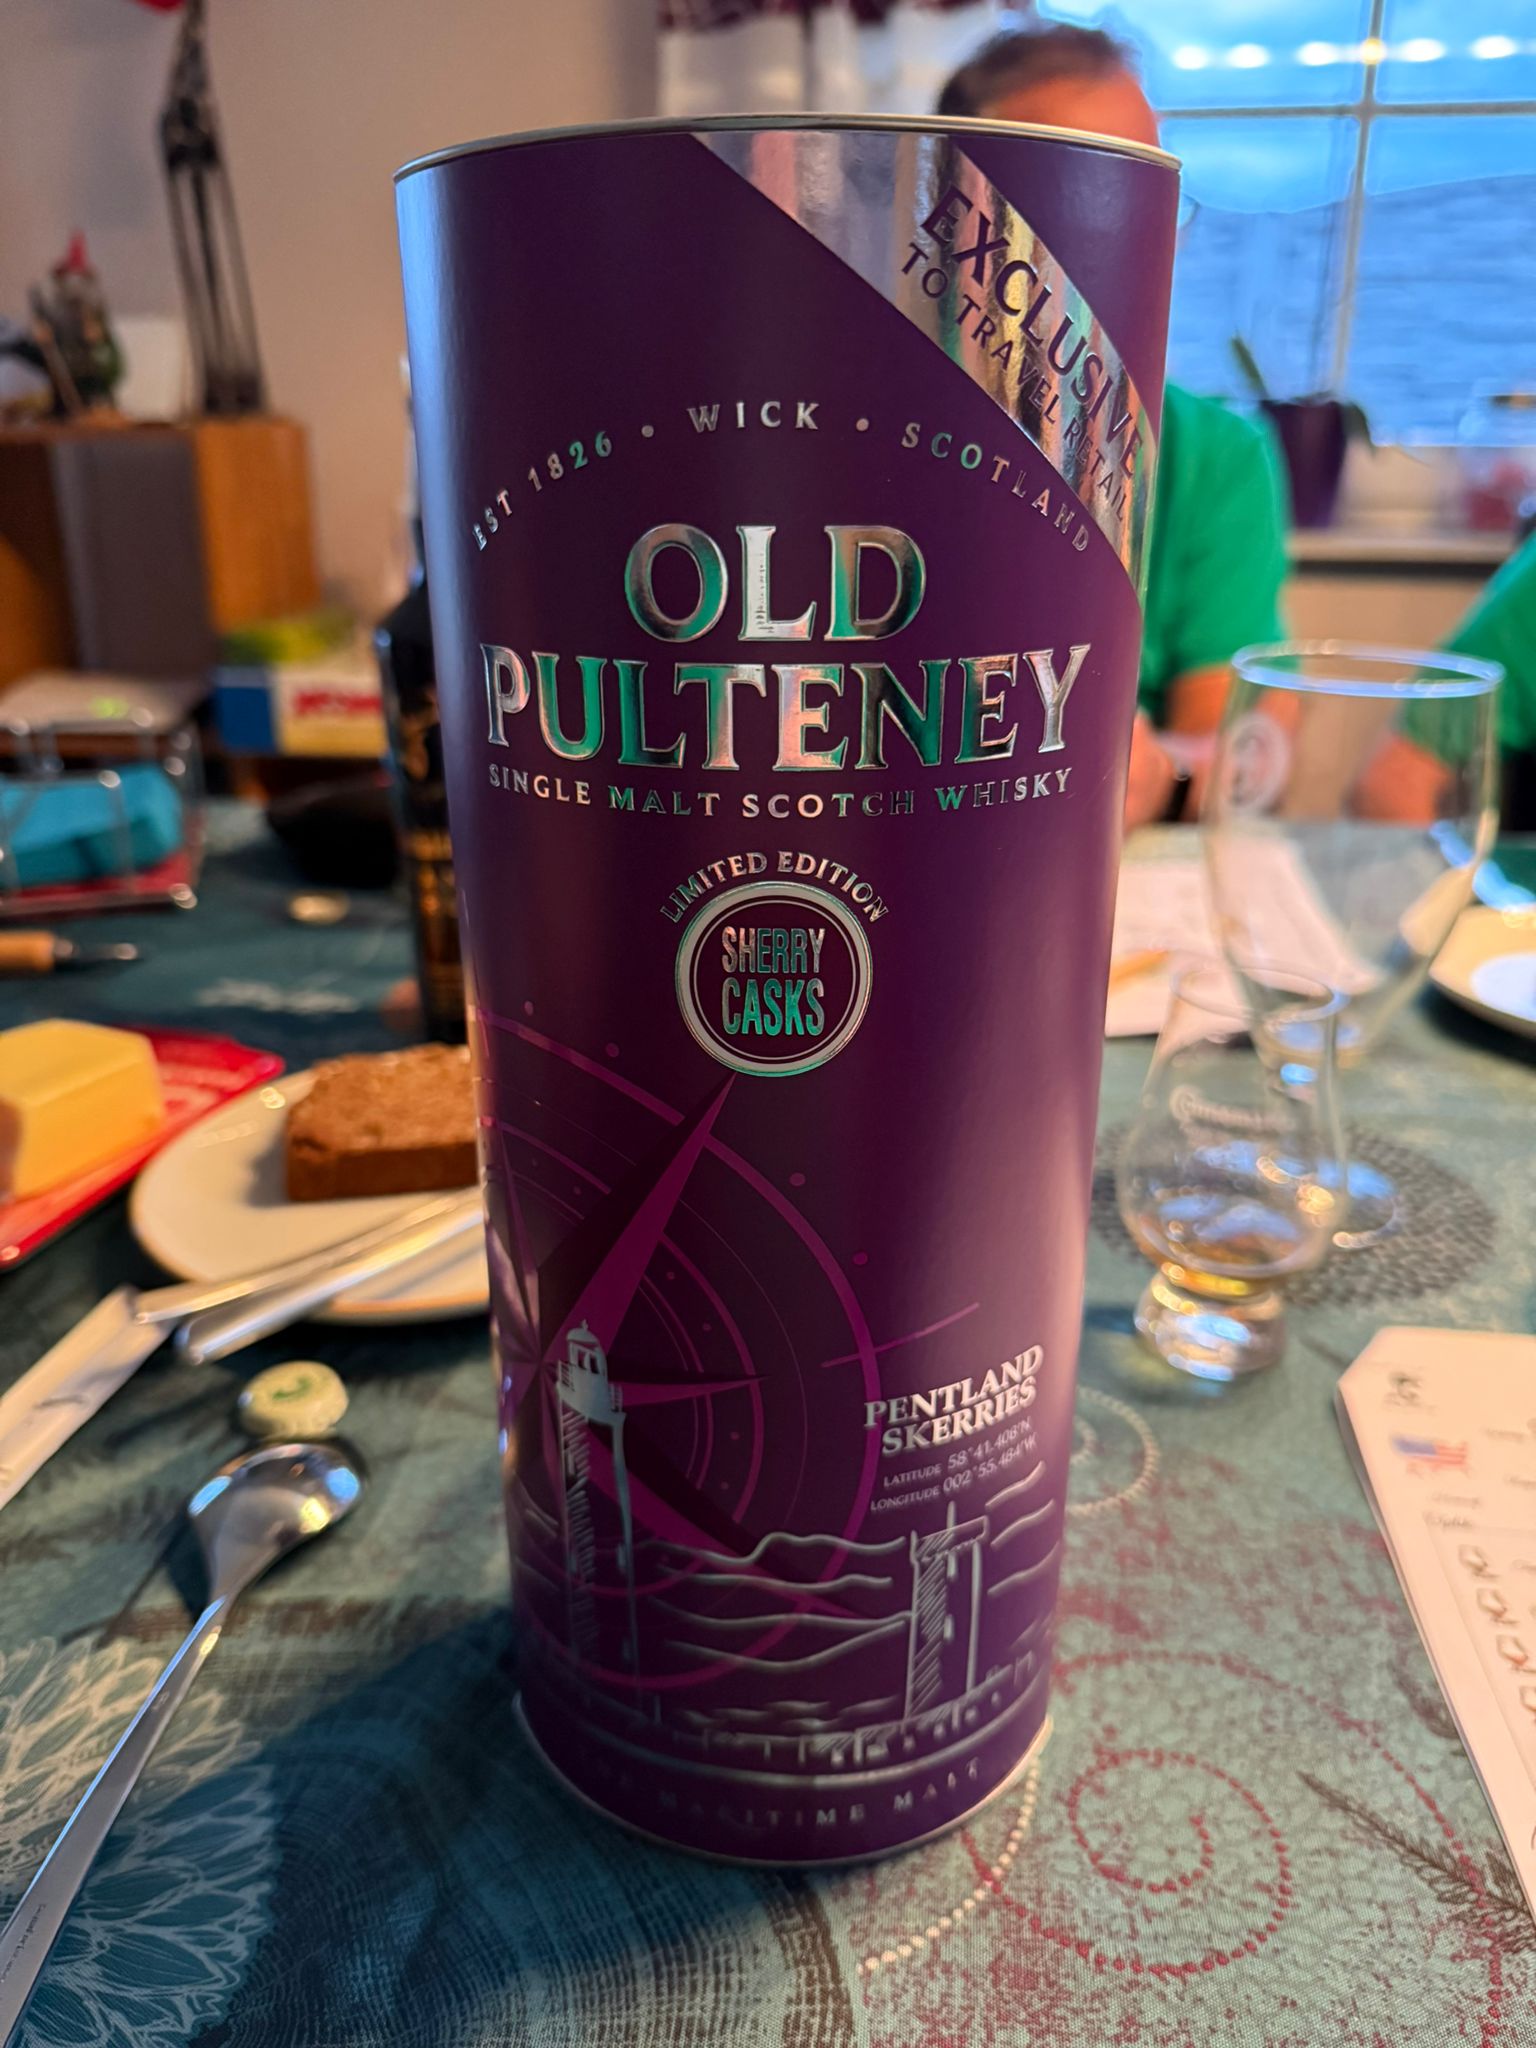 EXCLUSIVE
TO TRAVEL RETAIL
EST 1826 • WICK • SCOTLAND
OLD
PULTENEY
SINGLE MALT SCOTCH WHISKY
LIMITED EDITION
SHERRY
CASKS
PENTLAND
SKERRIES
LATITUDE 58°41.408'N
LONGITUDE 002°55.484'W
MARITIME MALT